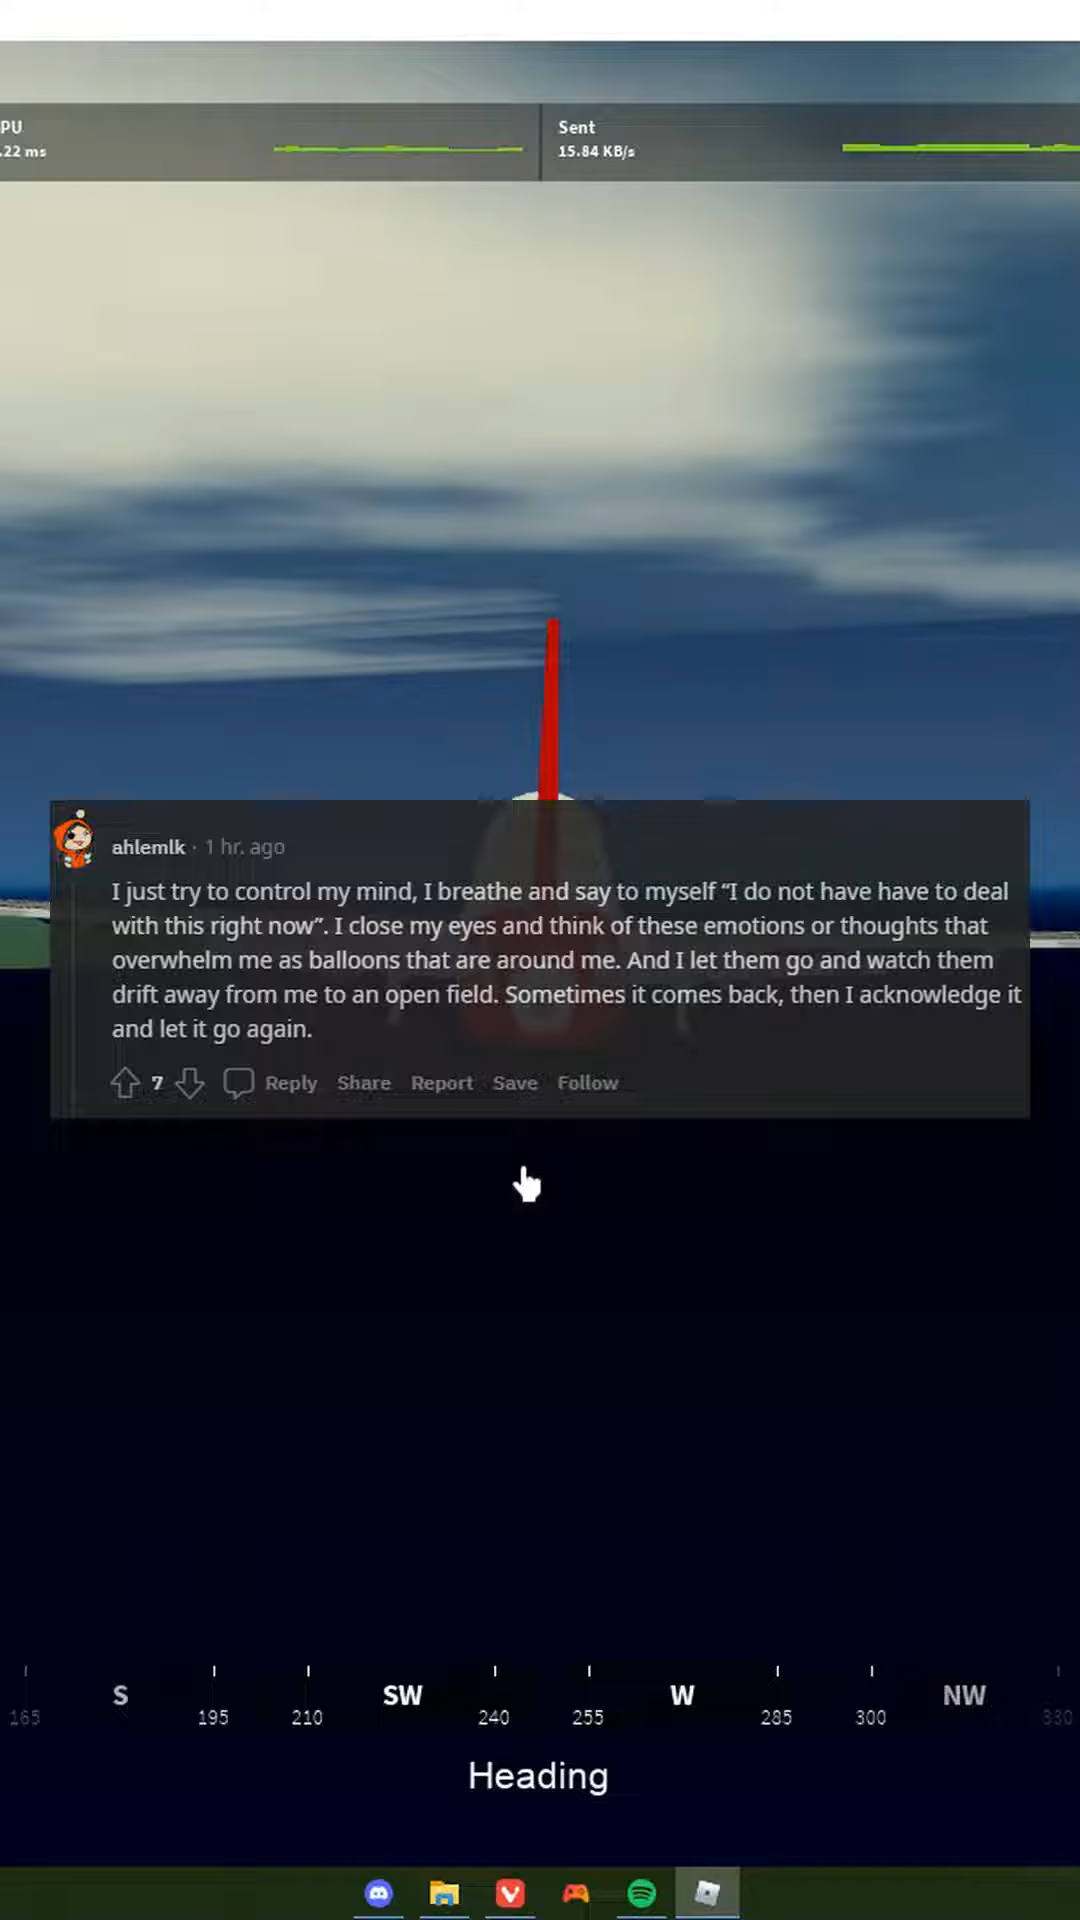 PU
.22 ms
Sent
15.84 KB/s
ahlemlk · 1 hr. ago
I just try to control my mind, I breathe and say to myself “I do not have have to deal
with this right now”. I close my eyes and think of these emotions or thoughts that
overwhelm me as balloons that are around me. And I let them go and watch them
drift away from me to an open field. Sometimes it comes back, then I acknowledge it
and let it go again.
7 Reply Share Report Save Follow
S SW W NW
165 195 210 240 255 285 300 330
Heading